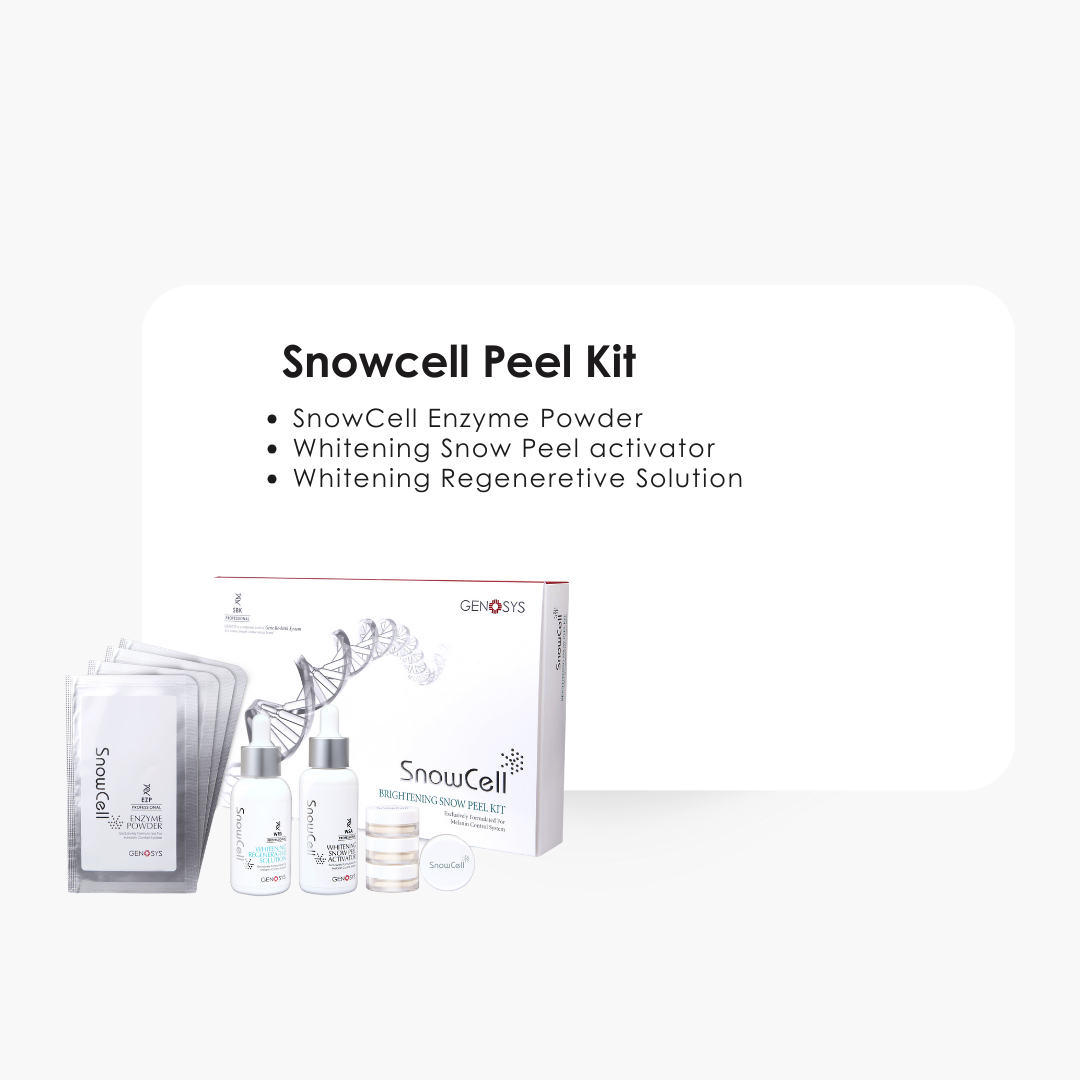 Snowcell Peel Kit
• SnowCell Enzyme Powder
• Whitening Snow Peel activator
• Whitening Regeneretive Solution
SBK
PROFESSIONAL
GENOSYS
SnowCell
SnowCell
BRIGHTENING SNOW PEEL KIT
Exclusively Formulated For
Melanin Control System
SnowCell
EZP
PROFESSIONAL
ENZYME
POWDER
GENOSYS
SnowCell
WRS
WHITENING
REGENERATIVE
SOLUTION
GENOSYS
SnowCell
WSA
WHITENING
SNOW PEEL
ACTIVATOR
GENOSYS
SnowCell